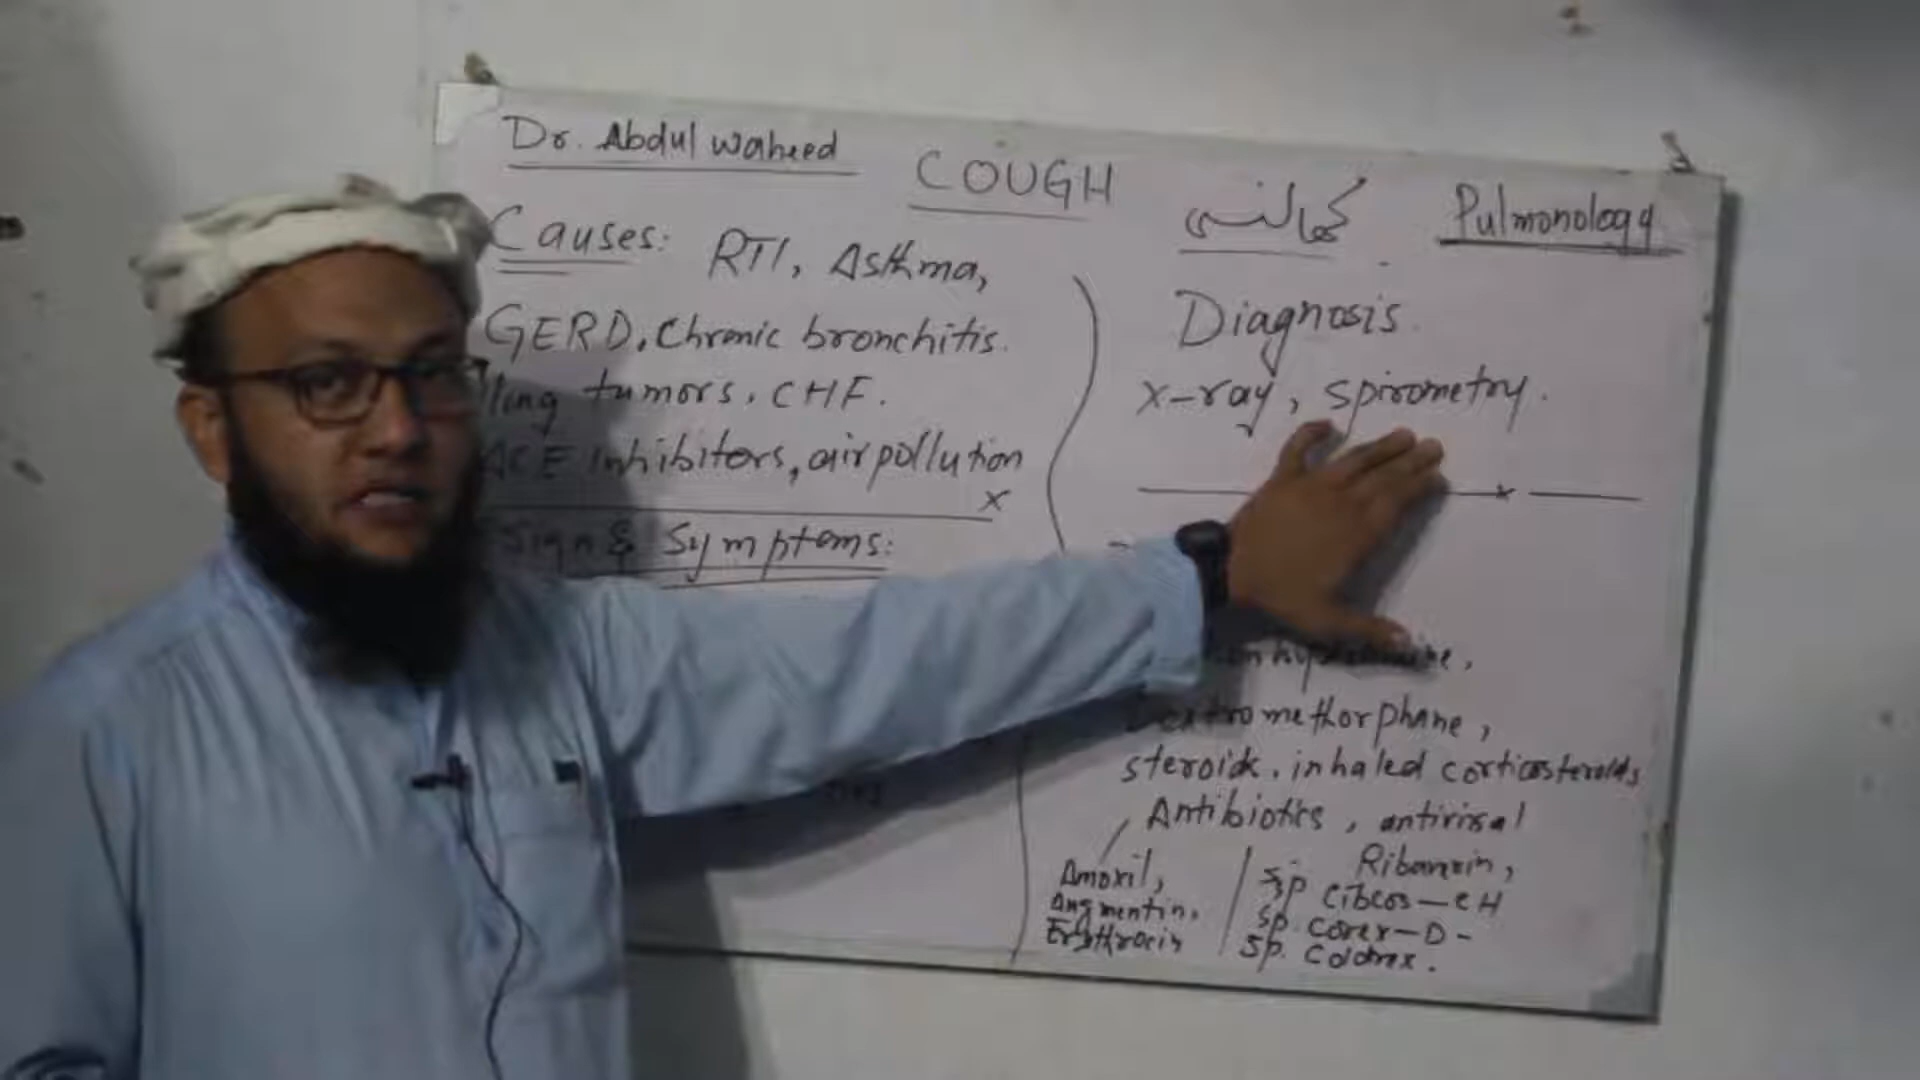 Dr. Abdul waheed
COUGH
کھانسی
Pulmonology
Causes: RTI, Asthma,
GERD, Chronic bronchitis.
lung tumors, CHF.
ACE inhibitors, air pollution
x
Sign & Symptoms:
Diagnosis
x-ray, spirometry.
x
Dextromethorphane,
steroids, inhaled corticosteroids
Antibiotics, antiviral
Amoxil,
Augmentin,
Erythrocin
Sp Cibcos-CH
Sp. Corex-D-
Sp. Coldrex.